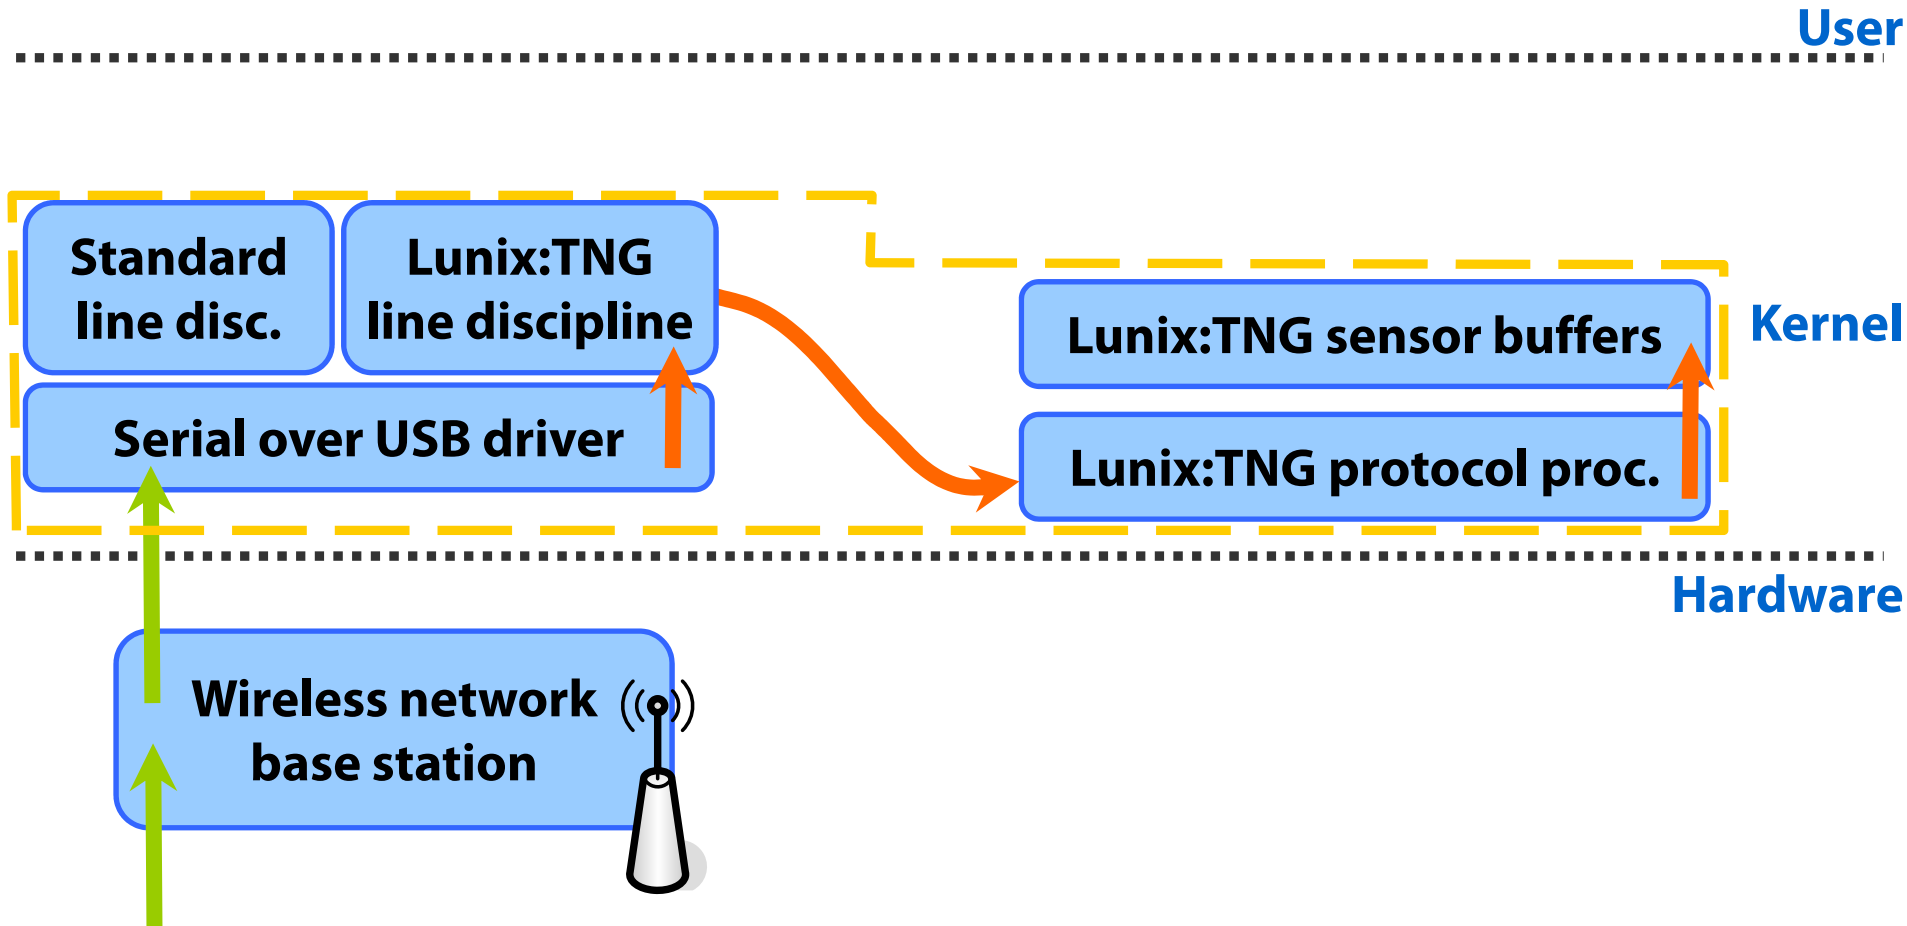 User
Standard
line disc.
Lunix:TNG
line discipline
Lunix:TNG sensor buffers
Kernel
Serial over USB driver
Lunix:TNG protocol proc.
Hardware
Wireless network
base station